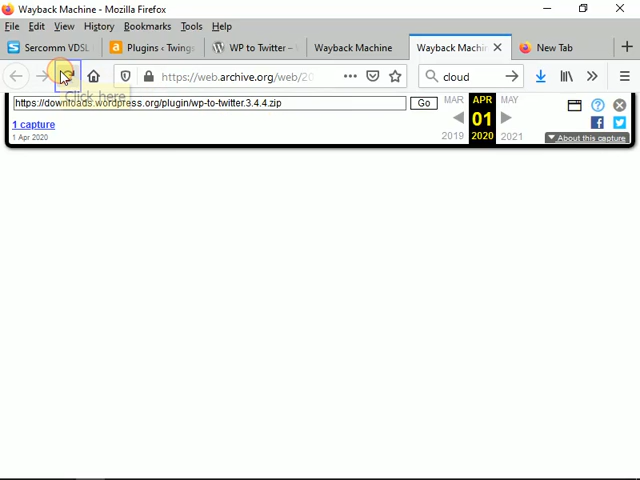 Wayback Machine - Mozilla Firefox
File Edit View History Bookmarks Tools Help
Sercomm VDSL Plugins ‹ Twing WP to Twitter – Wayback Machine Wayback Machin New Tab
https://web.archive.org/web/20 cloud
Click here
https://downloads.wordpress.org/plugin/wp-to-twitter.3.4.4.zip Go MAR APR MAY
01
1 capture
1 Apr 2020 2019 2020 2021 About this capture